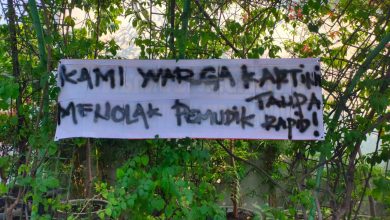 KAMI WARGA KARTINI
MENOLAK PEMUDIK TANPA
RAPID!